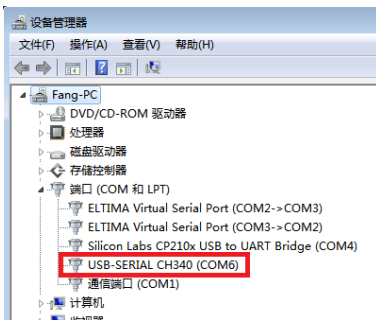 设备管理器
文件(F) 操作(A) 查看(V) 帮助(H)
Fang-PC
DVD/CD-ROM 驱动器
处理器
磁盘驱动器
存储控制器
端口 (COM 和 LPT)
ELTIMA Virtual Serial Port (COM2->COM3)
ELTIMA Virtual Serial Port (COM3->COM2)
Silicon Labs CP210x USB to UART Bridge (COM4)
USB-SERIAL CH340 (COM6)
通信端口 (COM1)
计算机